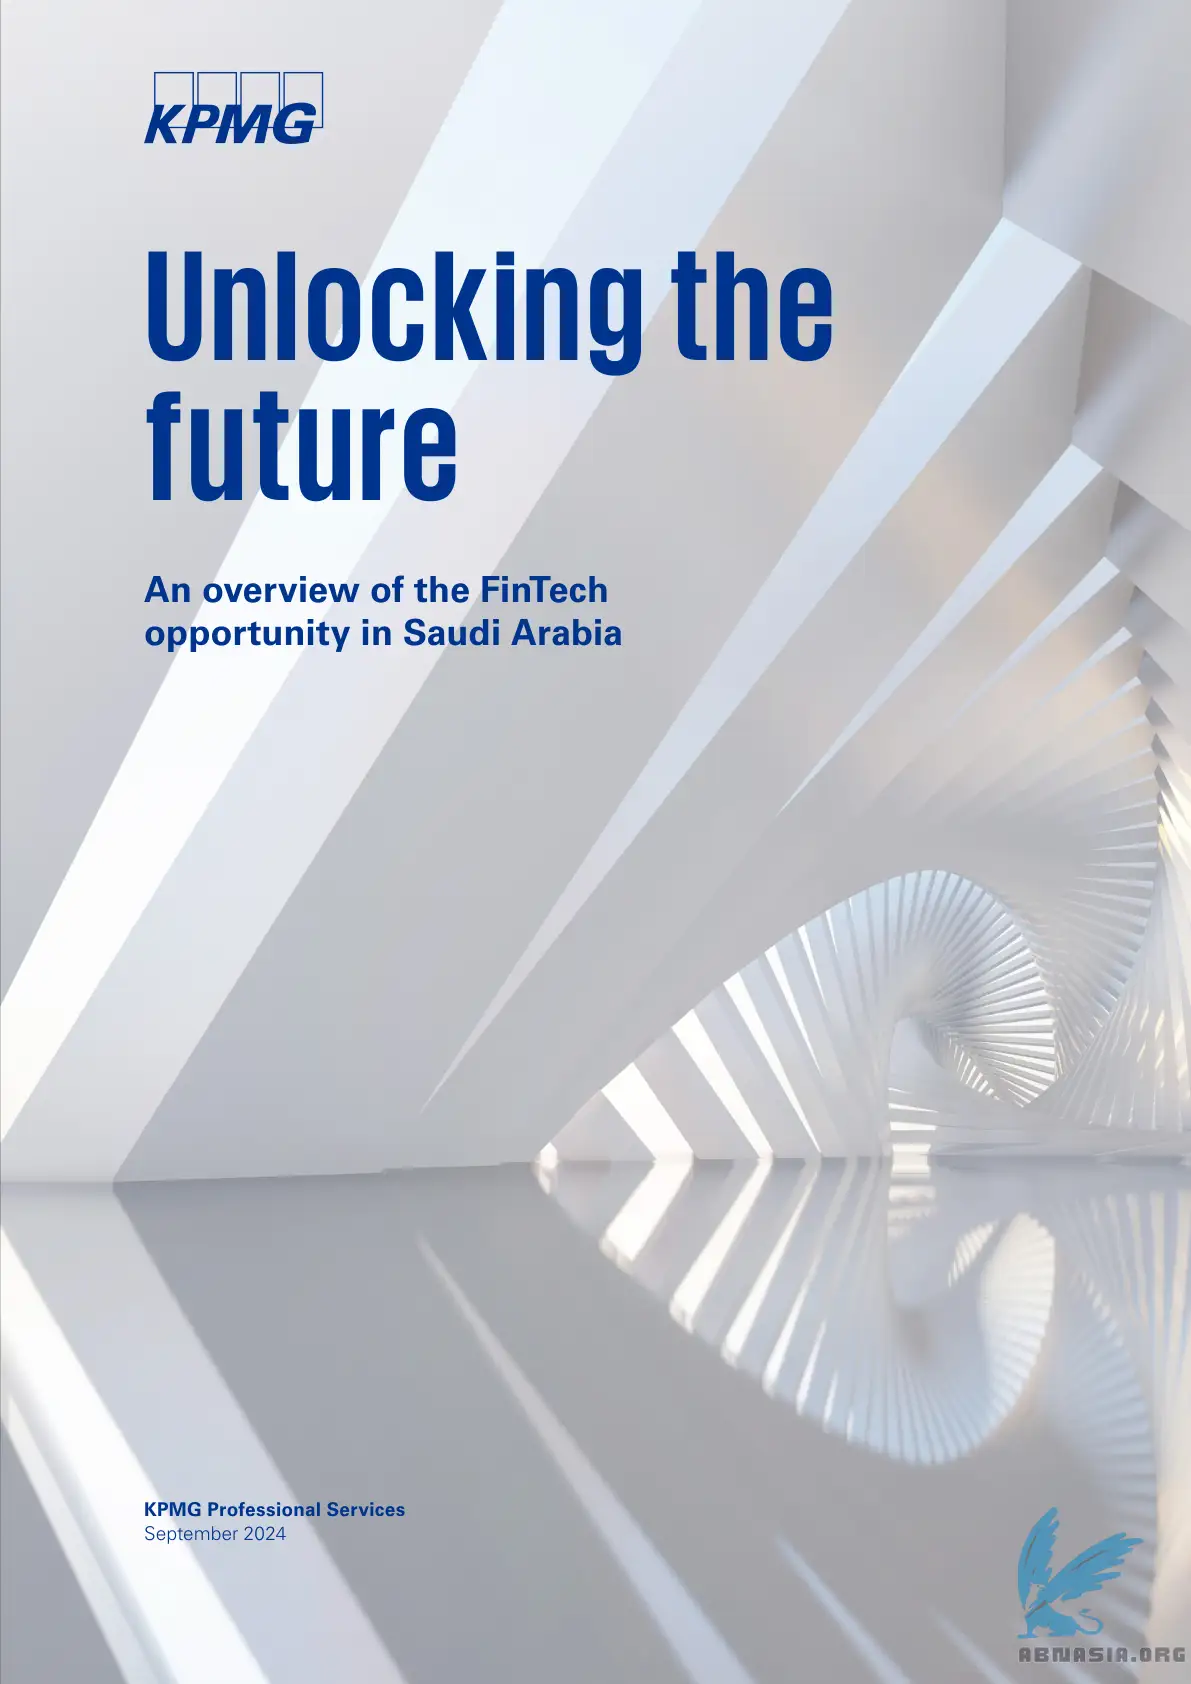 KPMG
Unlocking the
future
An overview of the FinTech
opportunity in Saudi Arabia
KPMG Professional Services
September 2024
ABNASIA.ORG